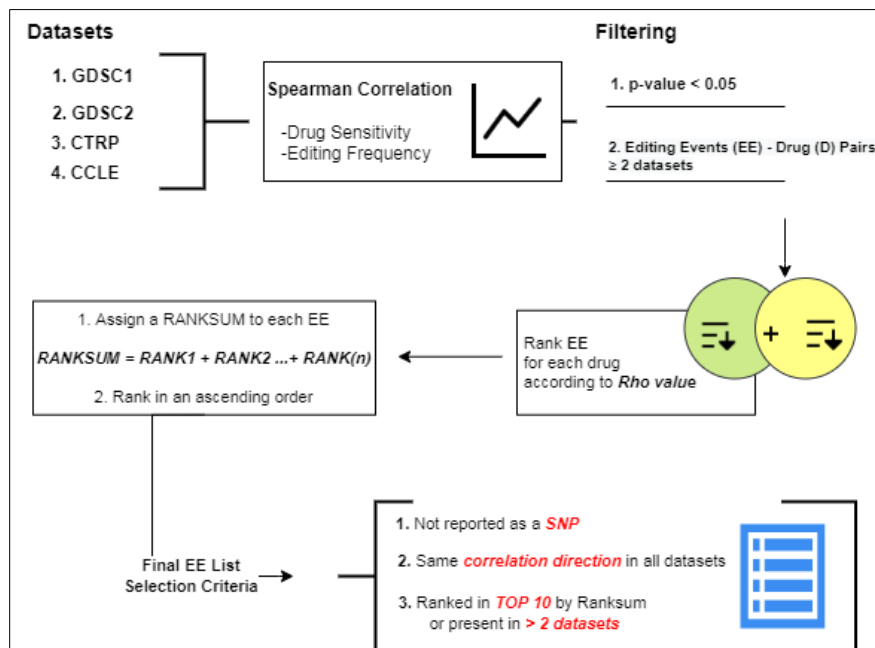 Datasets
1. GDSC1
2. GDSC2
3. CTRP
4. CCLE
Spearman Correlation
-Drug Sensitivity
-Editing Frequency
Filtering
1. p-value < 0.05
2. Editing Events (EE) - Drug (D) Pairs
≥ 2 datasets
+
Rank EE
for each drug
according to Rho value
1. Assign a RANKSUM to each EE
RANKSUM = RANK1 + RANK2 ...+ RANK(n)
2. Rank in an ascending order
Final EE List
Selection Criteria
1. Not reported as a SNP
2. Same correlation direction in all datasets
3. Ranked in TOP 10 by Ranksum
or present in > 2 datasets